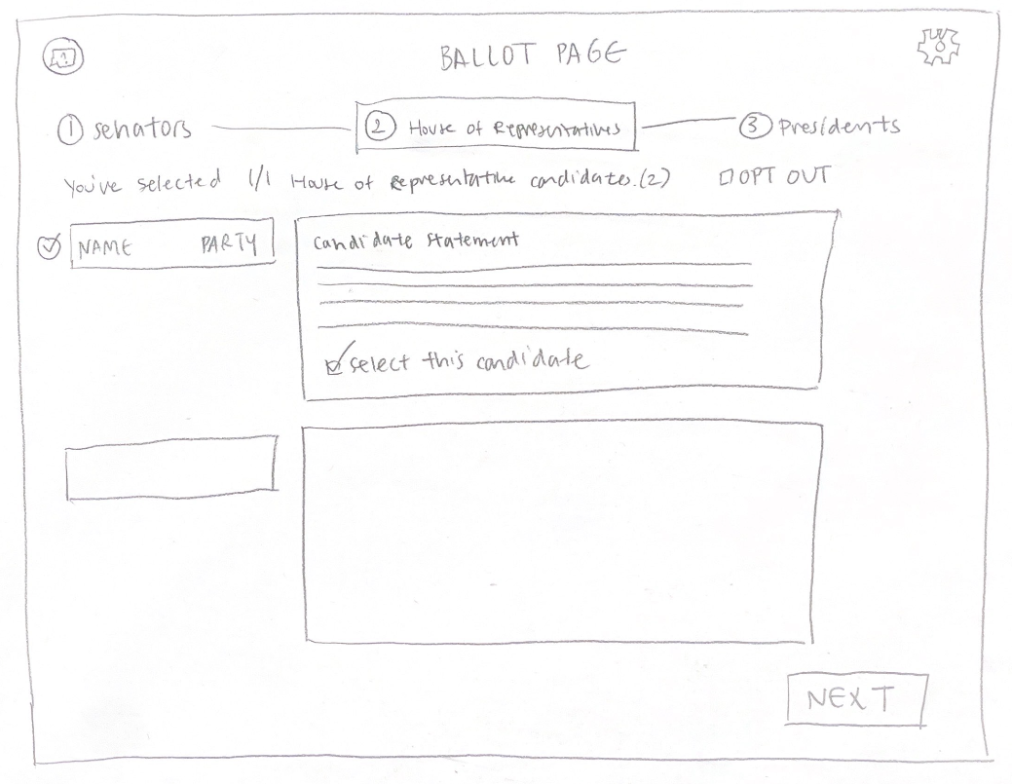 BALLOT PAGE
1 senators 2 House of Representatives 3 Presidents
You've selected 1/1 House of Representative candidates.(2) OPT OUT
NAME PARTY
candidate statement
select this candidate
NEXT